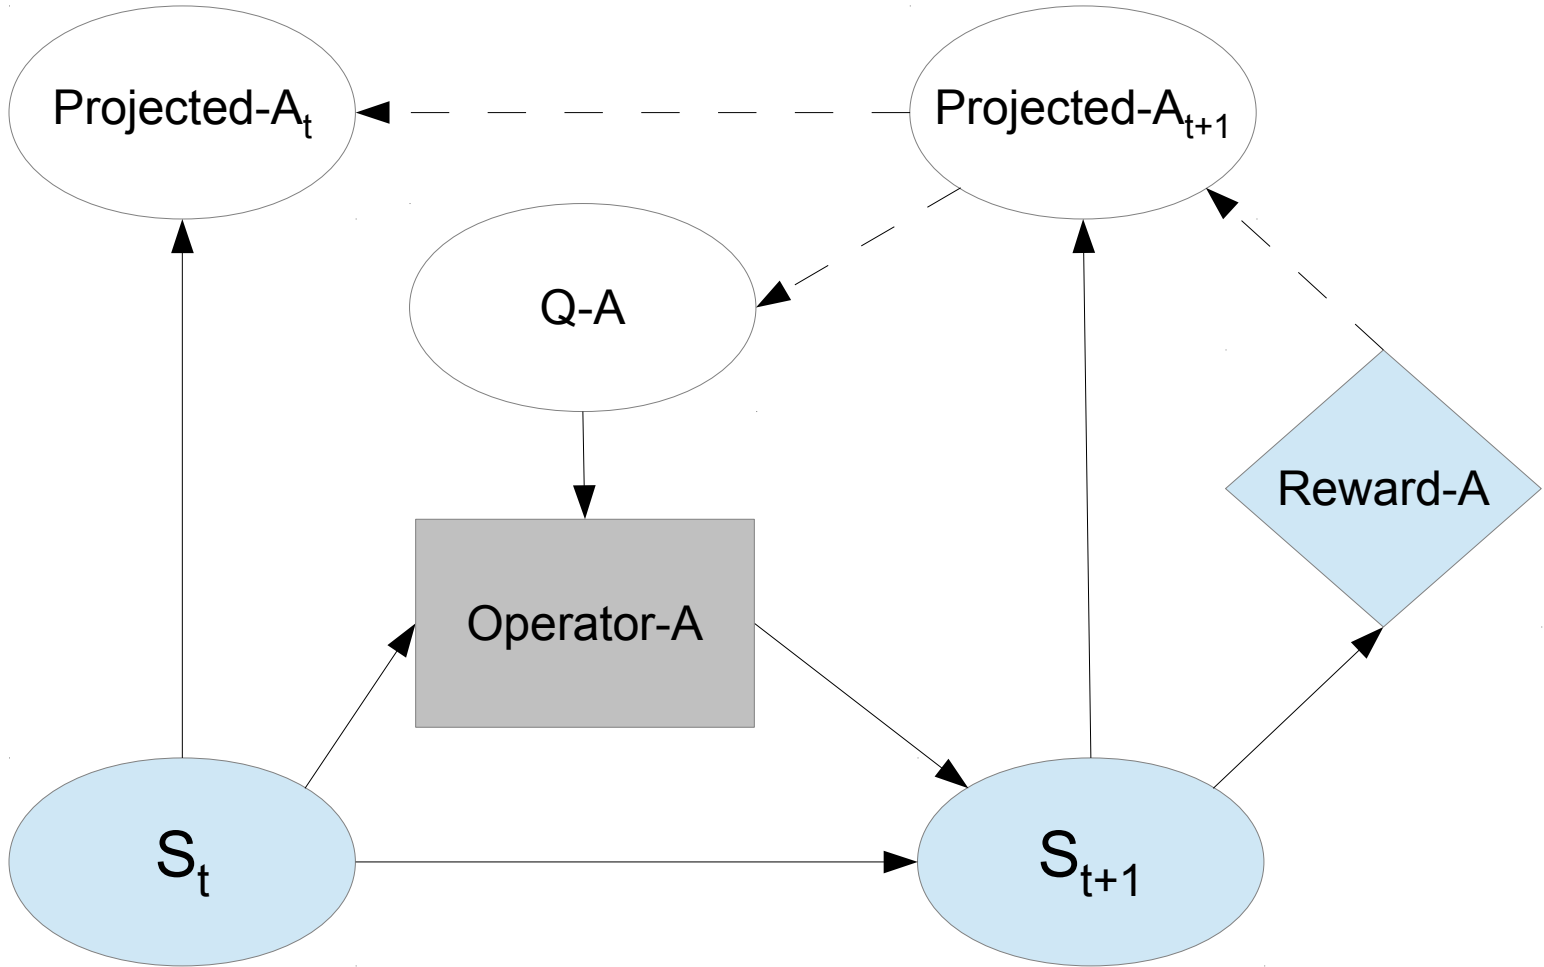 Projected-Aₜ
Projected-Aₜ₊₁
Q-A
Reward-A
Operator-A
Sₜ
Sₜ₊₁